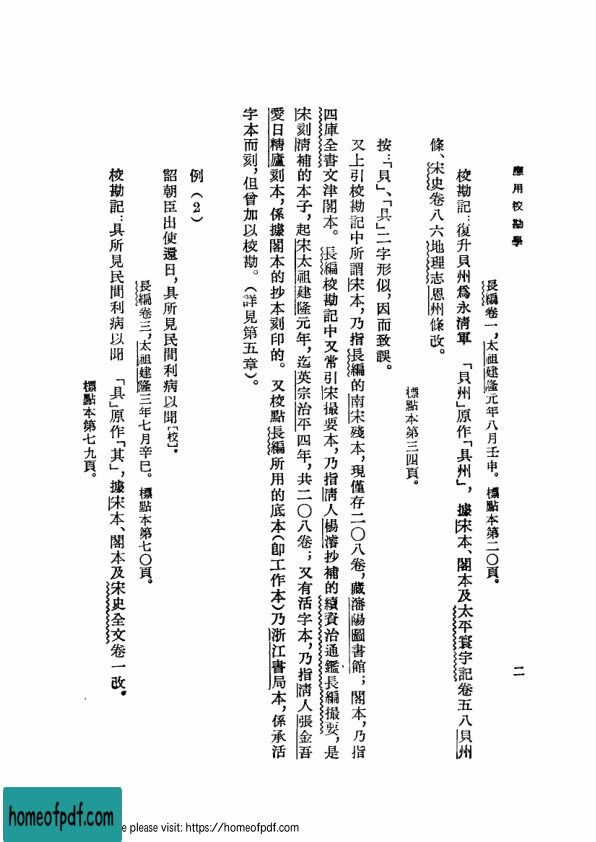 應用校勘學
二
長編卷一,太祖建隆元年八月壬申。標點本第二〇頁。
校勘記:復升貝州爲永清軍 「貝州」原作「具州」,據宋本、閣本及太平寰宇記卷五八貝州
條、宋史卷八六地理志恩州條改。
標點本第三四頁。
按:「貝」、「具」二字形似,因而致誤。
又上引校勘記中所謂宋本,乃指長編的南宋殘本,現僅存二〇八卷,藏瀋陽圖書館;閣本,乃指
四庫全書文津閣本。長編校勘記中又常引宋撮要本,乃指清人楊瀋抄補的續資治通鑑長編撮要,是
宋刻清補的本子,起宋太祖建隆元年,迄英宗治平四年,共二〇八卷;又有活字本,乃指清人張金吾
愛日精廬刻本,係據閣本的抄本刻印的。又校點長編所用的底本(卽工作本)乃浙江書局本,係承活
字本而刻,但曾加以校勘。(詳見第五章)。
例(2)
詔朝臣出使還日,具所見民間利病以聞[校]。
長編卷三,太祖建隆三年七月辛巳。標點本第七〇頁。
校勘記:具所見民間利病以聞 「具」原作「其」,據宋本、閣本及宋史全文卷一改。
標點本第七九頁。
homeofpdf.com
e please visit: https://homeofpdf.com